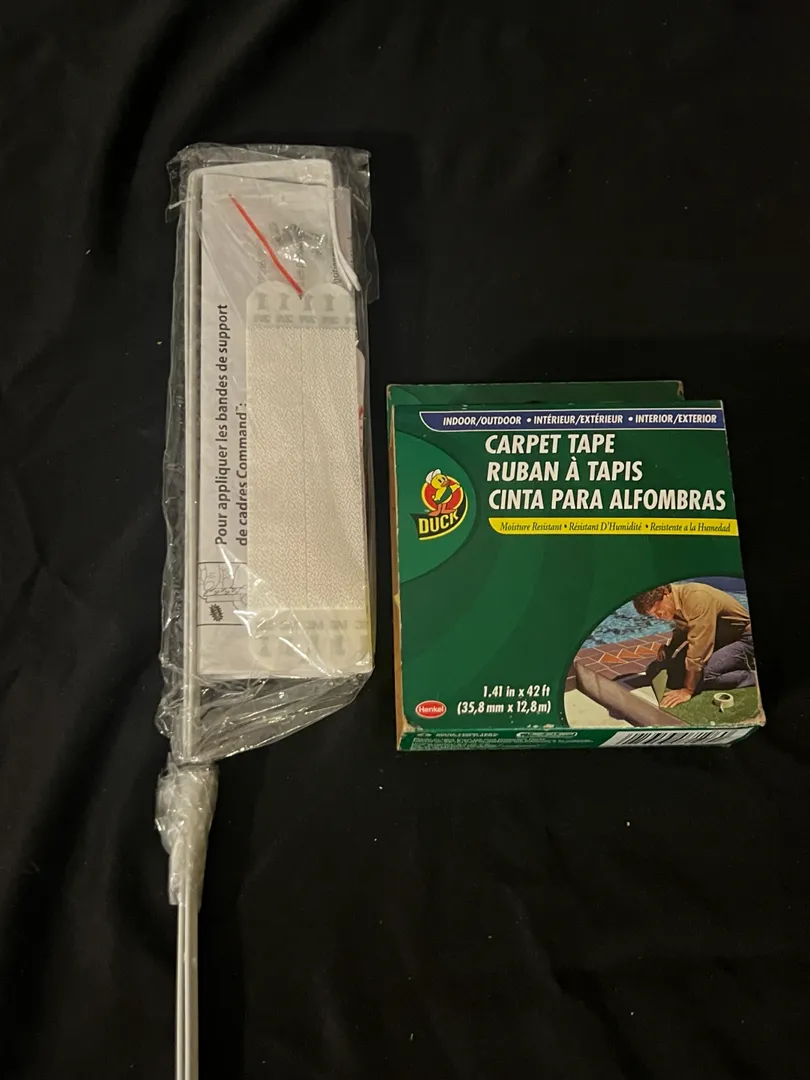 Pour appliquer les bandes de support
de cadres Command™:
INDOOR/OUTDOOR • INTÉRIEUR/EXTÉRIEUR • INTERIOR/EXTERIOR
CARPET TAPE
RUBAN À TAPIS
CINTA PARA ALFOMBRAS
DUCK
Moisture Resistant • Résistant D'Humidité • Resistente a la Humedad
1.41 in x 42 ft
(35,8 mm x 12,8 m)
Henkel